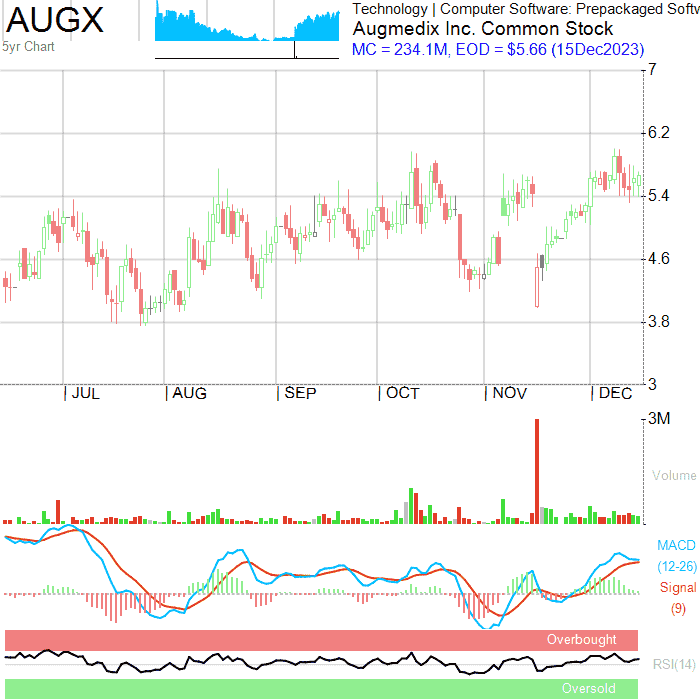 AUGX
5yr Chart
Technology | Computer Software: Prepackaged Softw
Augmedix Inc. Common Stock
MC = 234.1M, EOD = $5.66 (15Dec2023)
7
6.2
5.4
4.6
3.8
3
| JUL | AUG | SEP | OCT | NOV | DEC
3M
Volume
MACD
(12-26)
Signal
(9)
Overbought
RSI(14)
Oversold